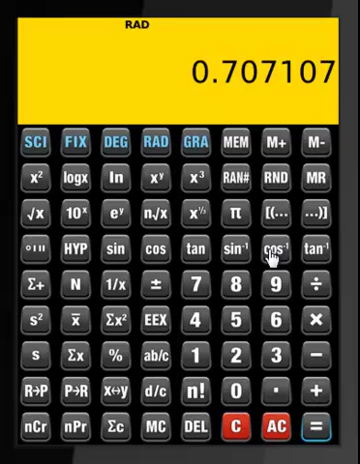 RAD
0.707107
SCI FIX DEG RAD GRA MEM M+ M-
x² logx ln xʸ x³ RAN# RND MR
√x 10ˣ eʸ n√x x⅓ π [(... ...)]
o ı ıı HYP sin cos tan sin⁻¹ cos⁻¹ tan⁻¹
Σ+ N 1/x ± 7 8 9 ÷
s² x̅ Σx² EEX 4 5 6 ×
s Σx % ab/c 1 2 3 −
R→P P→R x↔y d/c n! 0 · +
nCr nPr Σc MC DEL C AC =